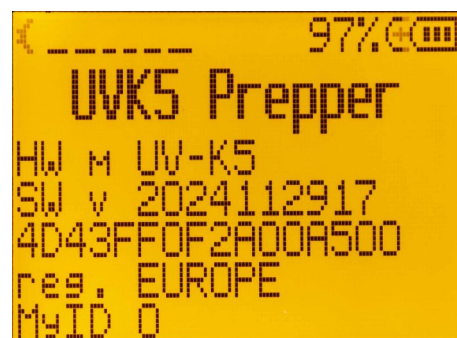 97%
UVK5 Prepper
HW M UV-K5
SW v 2024112917
4D43FF0F2A00A500
reg. EUROPE
MyID 0